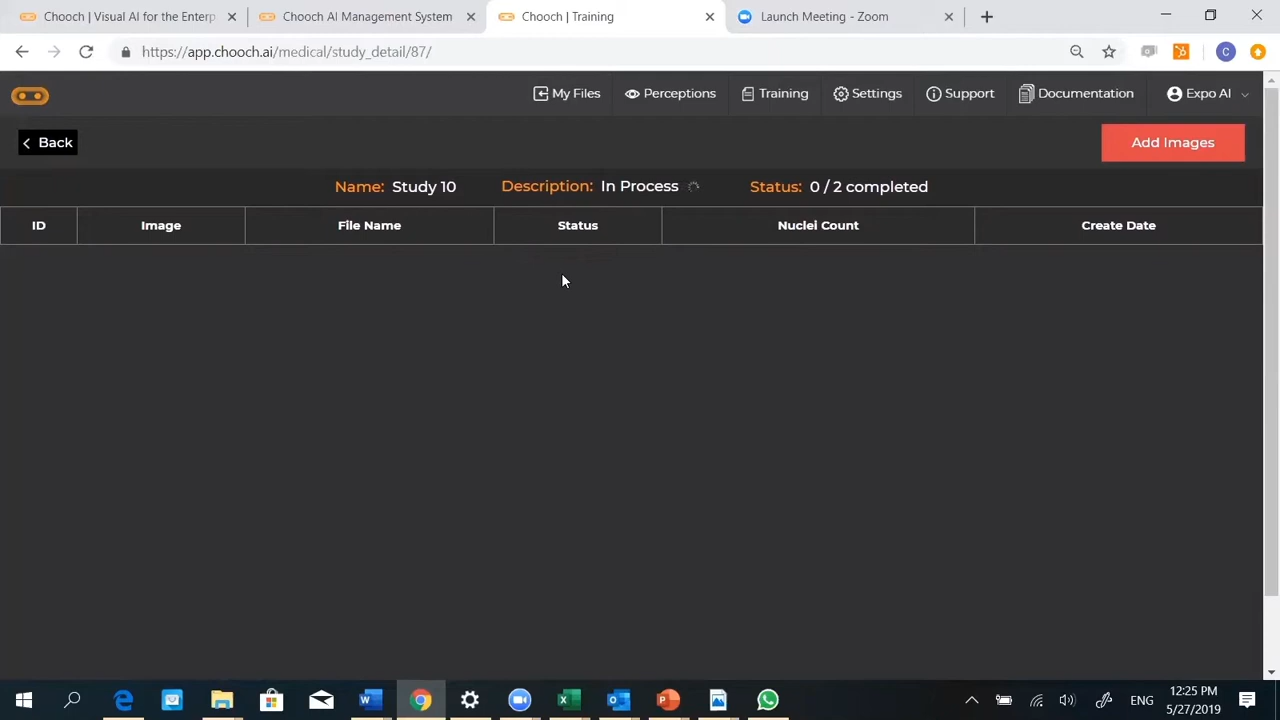 Chooch | Visual AI for the Enterp
Chooch AI Management System
Chooch | Training
Launch Meeting - Zoom
https://app.chooch.ai/medical/study_detail/87/
C
My Files
Perceptions
Training
Settings
Support
Documentation
Expo AI
Back
Add Images
Name: Study 10 Description: In Process Status: 0 / 2 completed
ID Image File Name Status Nuclei Count Create Date
ENG
12:25 PM
5/27/2019